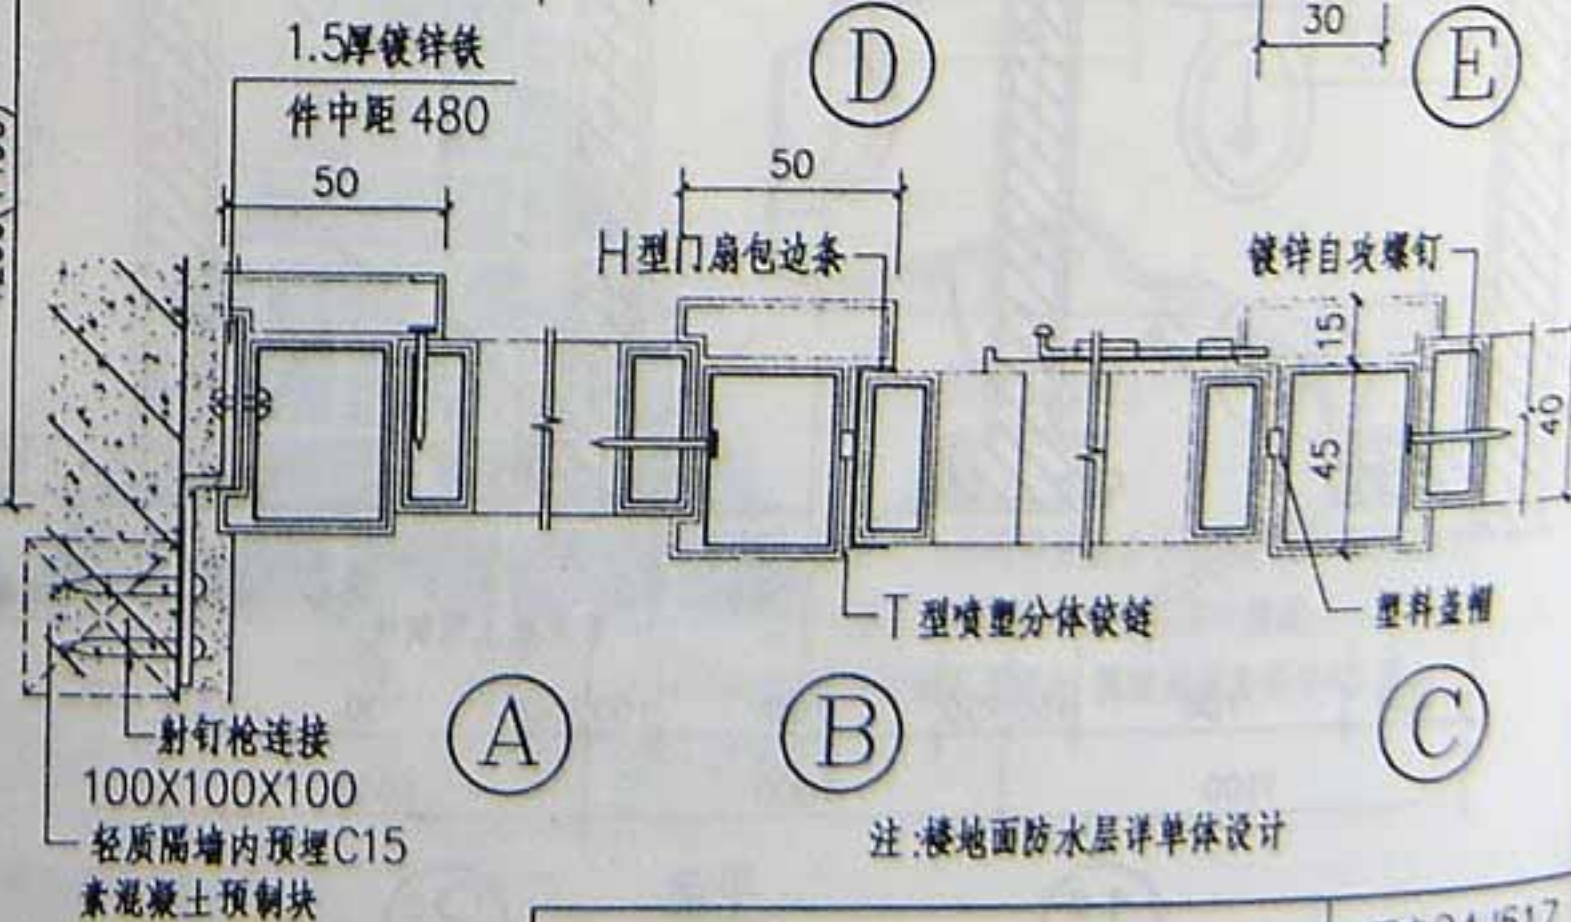 1.5厚镀锌铁
件中距 480
D
30
E
50
50
H型门扇包边条
镀锌自攻螺钉
15
45
40
T型喷塑分体铰链
塑料盖帽
射钉枪连接
100X100X100
轻质隔墙内预埋C15
素混凝土预制块
A
B
C
注:楼地面防水层详单体设计